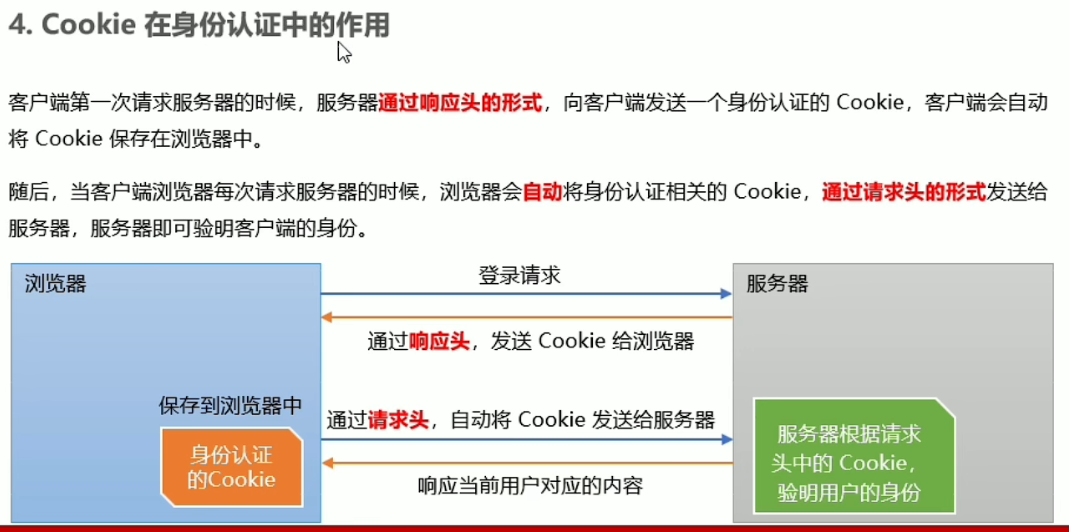 4. Cookie 在身份认证中的作用
客户端第一次请求服务器的时候，服务器通过响应头的形式，向客户端发送一个身份认证的 Cookie，客户端会自动
将 Cookie 保存在浏览器中。
随后，当客户端浏览器每次请求服务器的时候，浏览器会自动将身份认证相关的 Cookie，通过请求头的形式发送给
服务器，服务器即可验明客户端的身份。
浏览器
登录请求
服务器
通过响应头，发送 Cookie 给浏览器
保存到浏览器中
通过请求头，自动将 Cookie 发送给服务器
身份认证
的Cookie
服务器根据请求
头中的 Cookie，
验明用户的身份
响应当前用户对应的内容